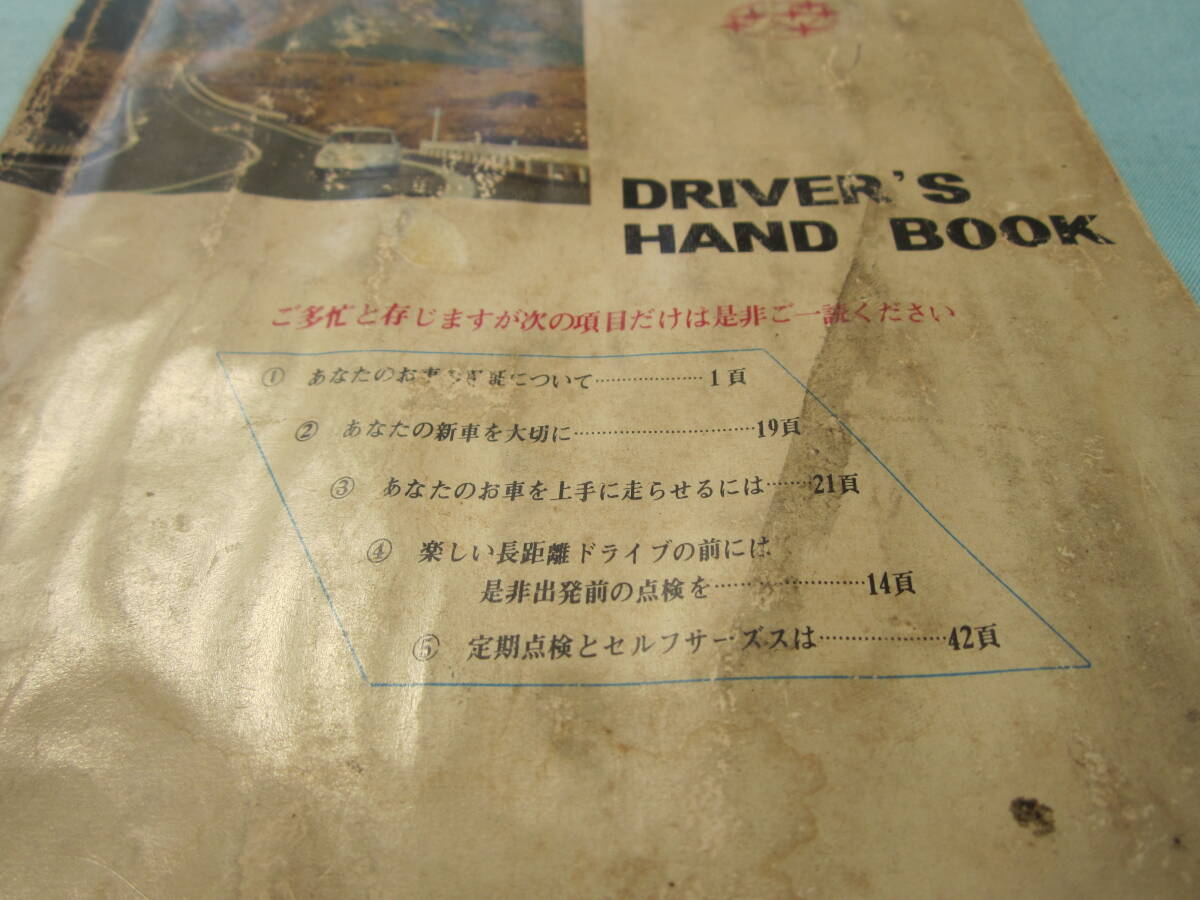 DRIVER'S
HAND BOOK
ご多忙と存じますが次の項目だけは是非ご一読ください
① あなたのお車の保証について………………1頁
② あなたの新車を大切に…………………………19頁
③ あなたのお車を上手に走らせるには……21頁
④ 楽しい長距離ドライブの前には
是非出発前の点検を……………………14頁
⑤ 定期点検とセルフサーズスは………………42頁